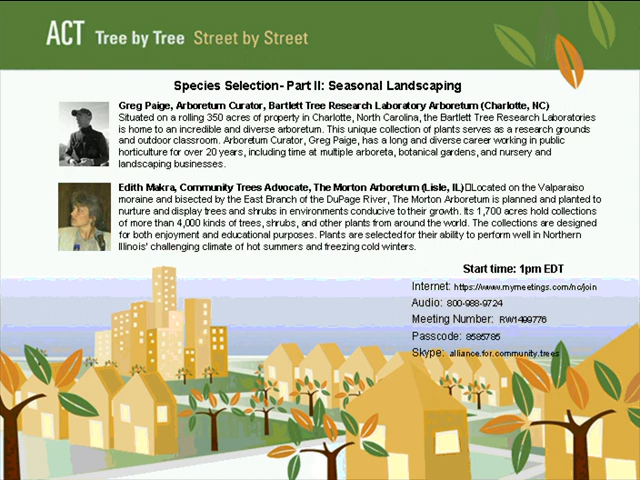 ACT Tree by Tree Street by Street
Species Selection- Part II: Seasonal Landscaping
Greg Paige, Arboretum Curator, Bartlett Tree Research Laboratory Arboretum (Charlotte, NC)
Situated on a rolling 350 acres of property in Charlotte, North Carolina, the Bartlett Tree Research Laboratories
is home to an incredible and diverse arboretum. This unique collection of plants serves as a research grounds
and outdoor classroom. Arboretum Curator, Greg Paige, has a long and diverse career working in public
horticulture for over 20 years, including time at multiple arboreta, botanical gardens, and nursery and
landscaping businesses.
Edith Makra, Community Trees Advocate, The Morton Arboretum (Lisle, IL)□Located on the Valparaiso
moraine and bisected by the East Branch of the DuPage River, The Morton Arboretum is planned and planted to
nurture and display trees and shrubs in environments conducive to their growth. Its 1,700 acres hold collections
of more than 4,000 kinds of trees, shrubs, and other plants from around the world. The collections are designed
for both enjoyment and educational purposes. Plants are selected for their ability to perform well in Northern
Illinois' challenging climate of hot summers and freezing cold winters.
Start time: 1pm EDT
Internet: https://www.mymeetings.com/nc/join
Audio: 800-988-9724
Meeting Number: RW1499776
Passcode: 8585785
Skype: alliance.for.community.trees